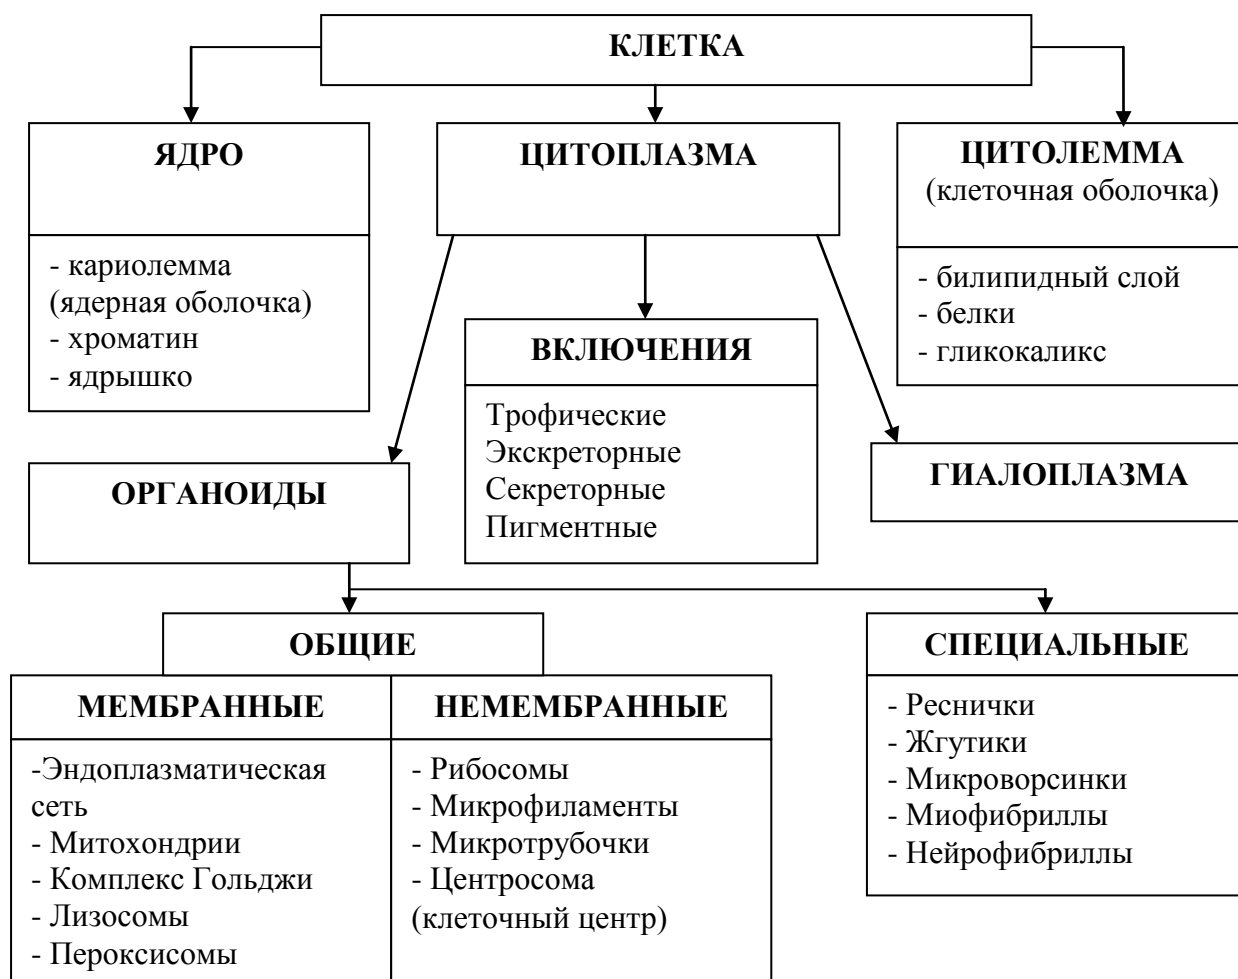 КЛЕТКА
ЯДРО
- кариолемма
(ядерная оболочка)
- хроматин
- ядрышко
ЦИТОПЛАЗМА
ЦИТОЛЕММА
(клеточная оболочка)
- билипидный слой
- белки
- гликокаликс
ОРГАНОИДЫ
ВКЛЮЧЕНИЯ
Трофические
Экскреторные
Секреторные
Пигментные
ГИАЛОПЛАЗМА
ОБЩИЕ
МЕМБРАННЫЕ
-Эндоплазматическая
сеть
- Митохондрии
- Комплекс Гольджи
- Лизосомы
- Пероксисомы
НЕМЕМБРАННЫЕ
- Рибосомы
- Микрофиламенты
- Микротрубочки
- Центросома
(клеточный центр)
СПЕЦИАЛЬНЫЕ
- Реснички
- Жгутики
- Микроворсинки
- Миофибриллы
- Нейрофибриллы